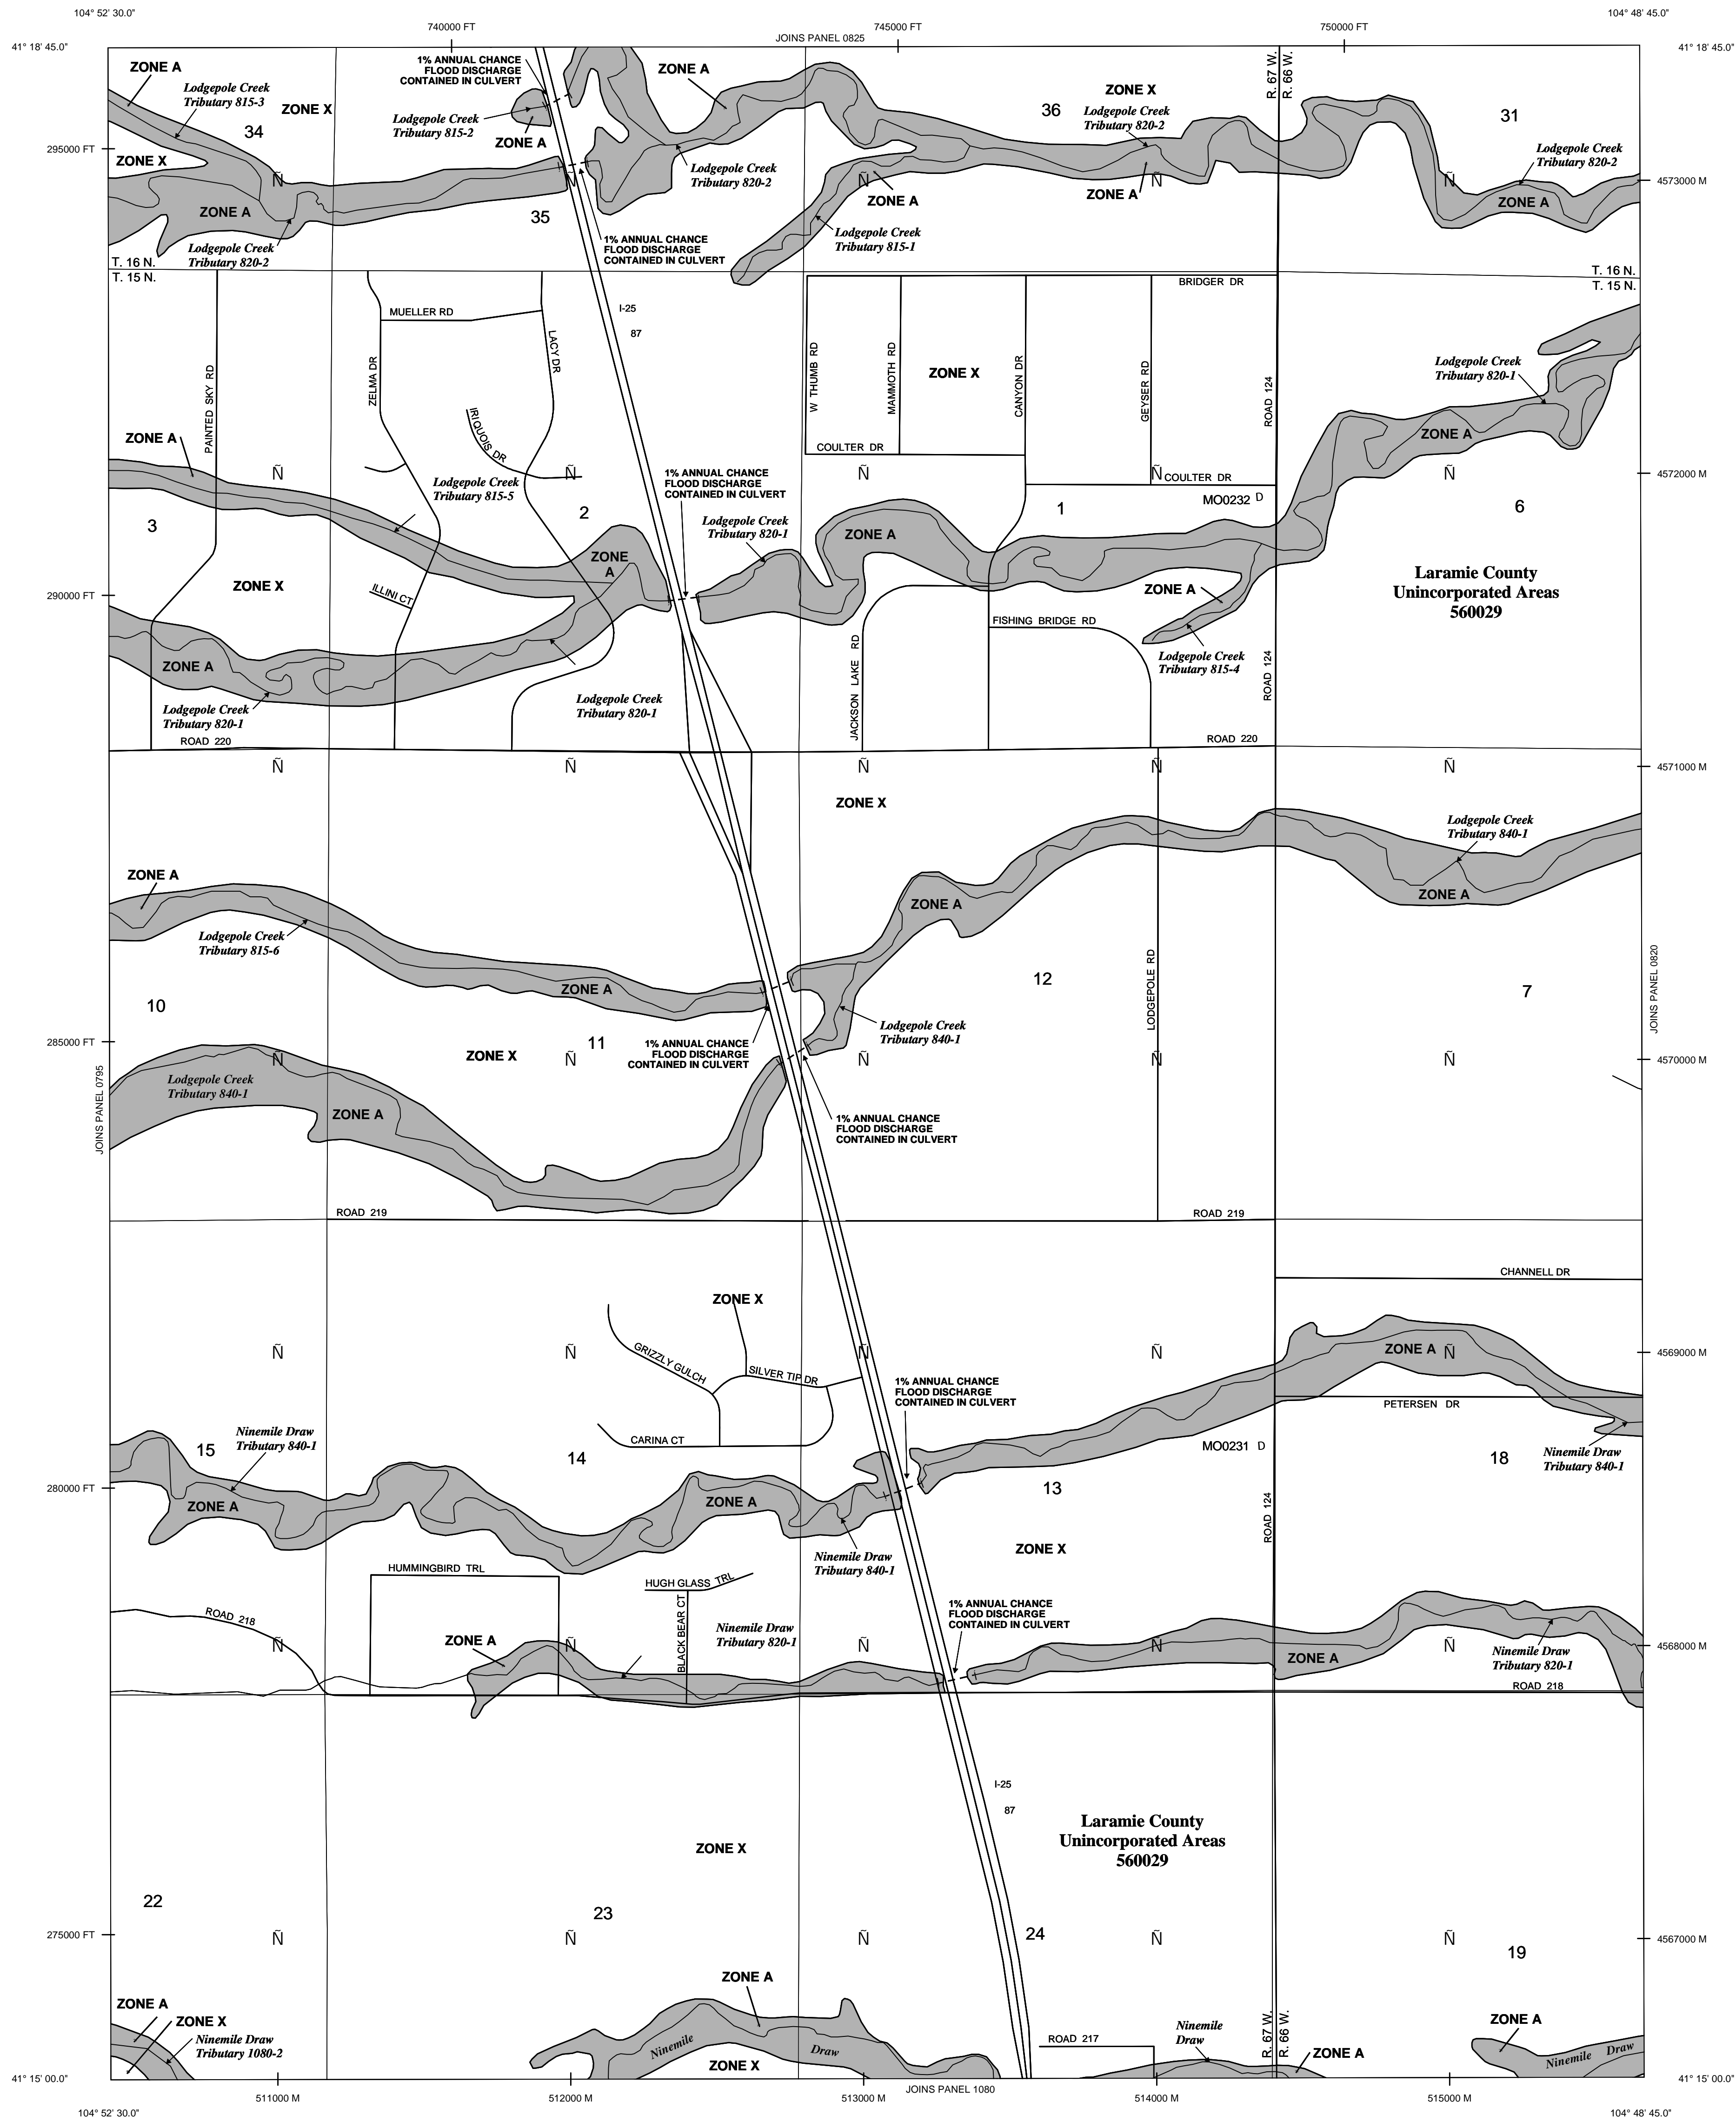 104° 52' 30.0"
740000 FT
745000 FT
JOINS PANEL 0825
750000 FT
104° 48' 45.0"
41° 18' 45.0"
41° 18' 45.0"
ZONE A
Lodgepole Creek
Tributary 815-3
ZONE X
34
1% ANNUAL CHANCE
FLOOD DISCHARGE
CONTAINED IN CULVERT
Lodgepole Creek
Tributary 815-2
ZONE A
ZONE A
36
ZONE X
Lodgepole Creek
Tributary 820-2
R. 67 W.
R. 66 W.
31
Lodgepole Creek
Tributary 820-2
295000 FT
ZONE X
Ñ
Ñ
Lodgepole Creek
Tributary 820-2
Ñ
ZONE A
ZONE A
Ñ
Ñ
ZONE A
4573000 M
ZONE A
35
Lodgepole Creek
Tributary 820-2
1% ANNUAL CHANCE
FLOOD DISCHARGE
CONTAINED IN CULVERT
Lodgepole Creek
Tributary 815-1
T. 16 N.
T. 15 N.
T. 16 N.
T. 15 N.
BRIDGER DR
MUELLER RD
I-25
87
LACY DR
ZELMA DR
PAINTED SKY RD
IRIQUOIS DR
W THUMB RD
MAMMOTH RD
ZONE X
CANYON DR
GEYSER RD
ROAD 124
Lodgepole Creek
Tributary 820-1
ZONE A
ZONE A
COULTER DR
Ñ
Ñ
Ñ
Ñ
COULTER DR
Ñ
4572000 M
Lodgepole Creek
Tributary 815-5
1% ANNUAL CHANCE
FLOOD DISCHARGE
CONTAINED IN CULVERT
MO0232 D
3
2
1
6
Lodgepole Creek
Tributary 820-1
ZONE A
ZONE
A
ZONE X
ILLINI CT
290000 FT
ZONE A
Laramie County
Unincorporated Areas
560029
FISHING BRIDGE RD
JACKSON LAKE RD
Lodgepole Creek
Tributary 815-4
ROAD 124
ZONE A
Lodgepole Creek
Tributary 820-1
Lodgepole Creek
Tributary 820-1
ROAD 220
ROAD 220
Ñ
Ñ
Ñ
Ñ
Ñ
4571000 M
ZONE X
Lodgepole Creek
Tributary 840-1
ZONE A
ZONE A
ZONE A
Lodgepole Creek
Tributary 815-6
LODGEPOLE RD
JOINS PANEL 0820
ZONE A
10
12
7
Lodgepole Creek
Tributary 840-1
285000 FT
11
ZONE X
1% ANNUAL CHANCE
FLOOD DISCHARGE
CONTAINED IN CULVERT
Ñ
Ñ
Ñ
Ñ
Ñ
4570000 M
JOINS PANEL 0795
Lodgepole Creek
Tributary 840-1
ZONE A
1% ANNUAL CHANCE
FLOOD DISCHARGE
CONTAINED IN CULVERT
ROAD 219
ROAD 219
CHANNELL DR
ZONE X
Ñ
Ñ
Ñ
Ñ
ZONE A
Ñ
4569000 M
GRIZZLY GULCH
SILVER TIP DR
1% ANNUAL CHANCE
FLOOD DISCHARGE
CONTAINED IN CULVERT
PETERSEN DR
CARINA CT
MO0231 D
15
Ninemile Draw
Tributary 840-1
14
18
Ninemile Draw
Tributary 840-1
280000 FT
13
ZONE A
ZONE A
ROAD 124
ZONE X
Ninemile Draw
Tributary 840-1
HUMMINGBIRD TRL
HUGH GLASS TRL
ROAD 218
BLACK BEAR CT
Ninemile Draw
Tributary 820-1
1% ANNUAL CHANCE
FLOOD DISCHARGE
CONTAINED IN CULVERT
ZONE A
Ñ
Ñ
Ñ
Ñ
Ñ
4568000 M
ZONE A
Ninemile Draw
Tributary 820-1
ROAD 218
I-25
87
Laramie County
Unincorporated Areas
560029
ZONE X
22
23
24
275000 FT
Ñ
Ñ
Ñ
Ñ
Ñ
4567000 M
19
ZONE A
ZONE A
ZONE X
Ninemile Draw
Tributary 1080-2
Ninemile Draw
ZONE X
ROAD 217
Ninemile
Draw
R. 67 W.
R. 66 W.
ZONE A
ZONE A
Ninemile Draw
41° 15' 00.0"
41° 15' 00.0"
511000 M
512000 M
513000 M
JOINS PANEL 1080
514000 M
515000 M
104° 52' 30.0"
104° 48' 45.0"